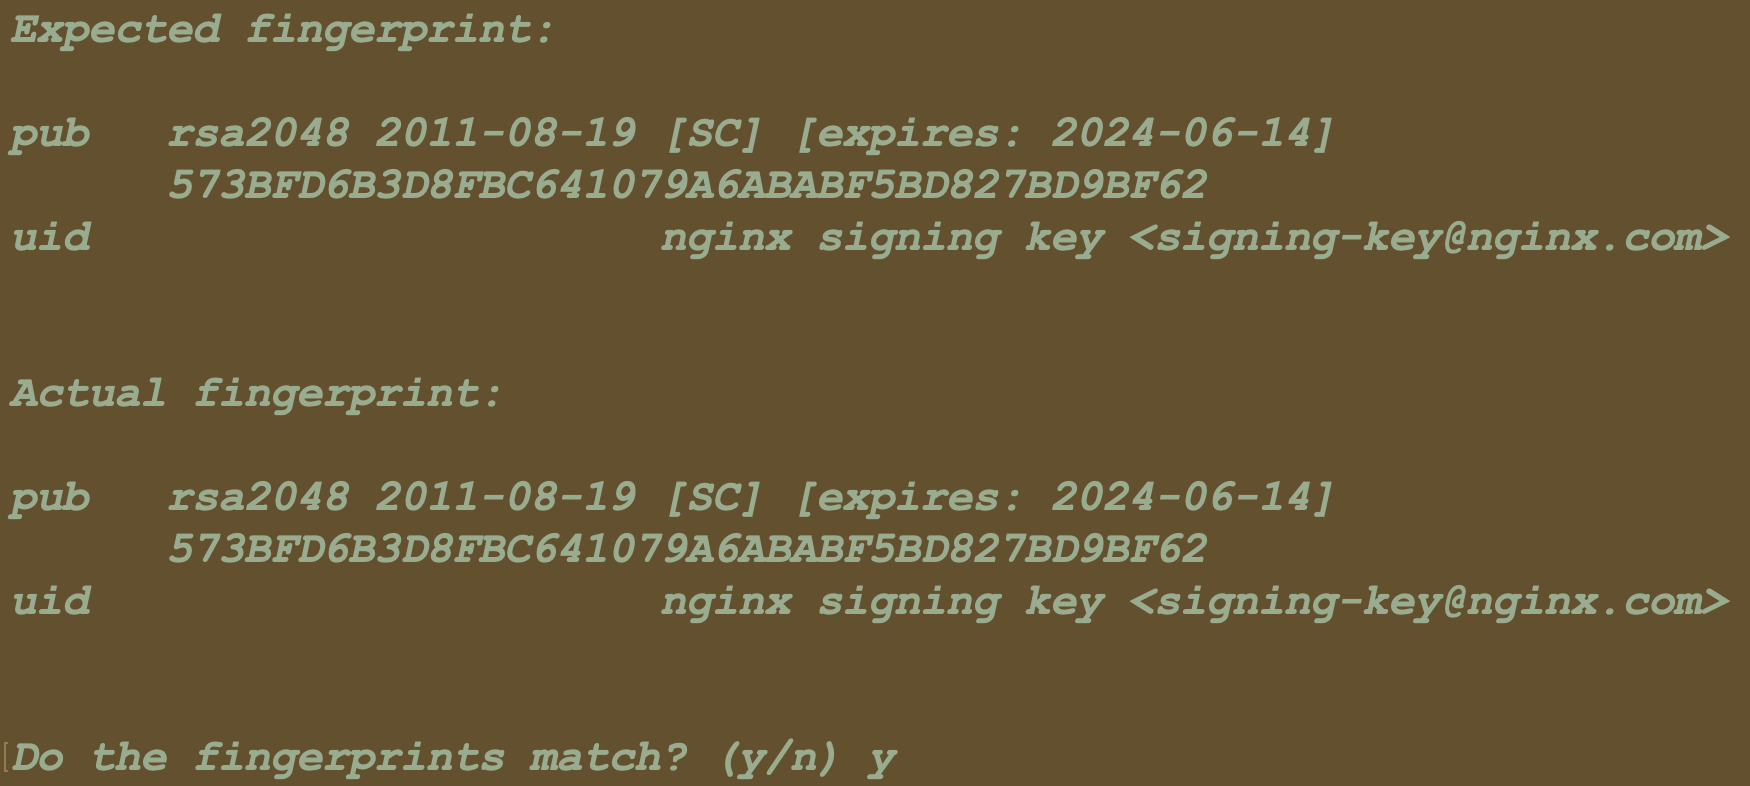 Expected fingerprint:
pub   rsa2048 2011-08-19 [SC] [expires: 2024-06-14]
      573BFD6B3D8FBC641079A6ABABF5BD827BD9BF62
uid                      nginx signing key <signing-key@nginx.com>
Actual fingerprint:
pub   rsa2048 2011-08-19 [SC] [expires: 2024-06-14]
      573BFD6B3D8FBC641079A6ABABF5BD827BD9BF62
uid                      nginx signing key <signing-key@nginx.com>
Do the fingerprints match? (y/n) y